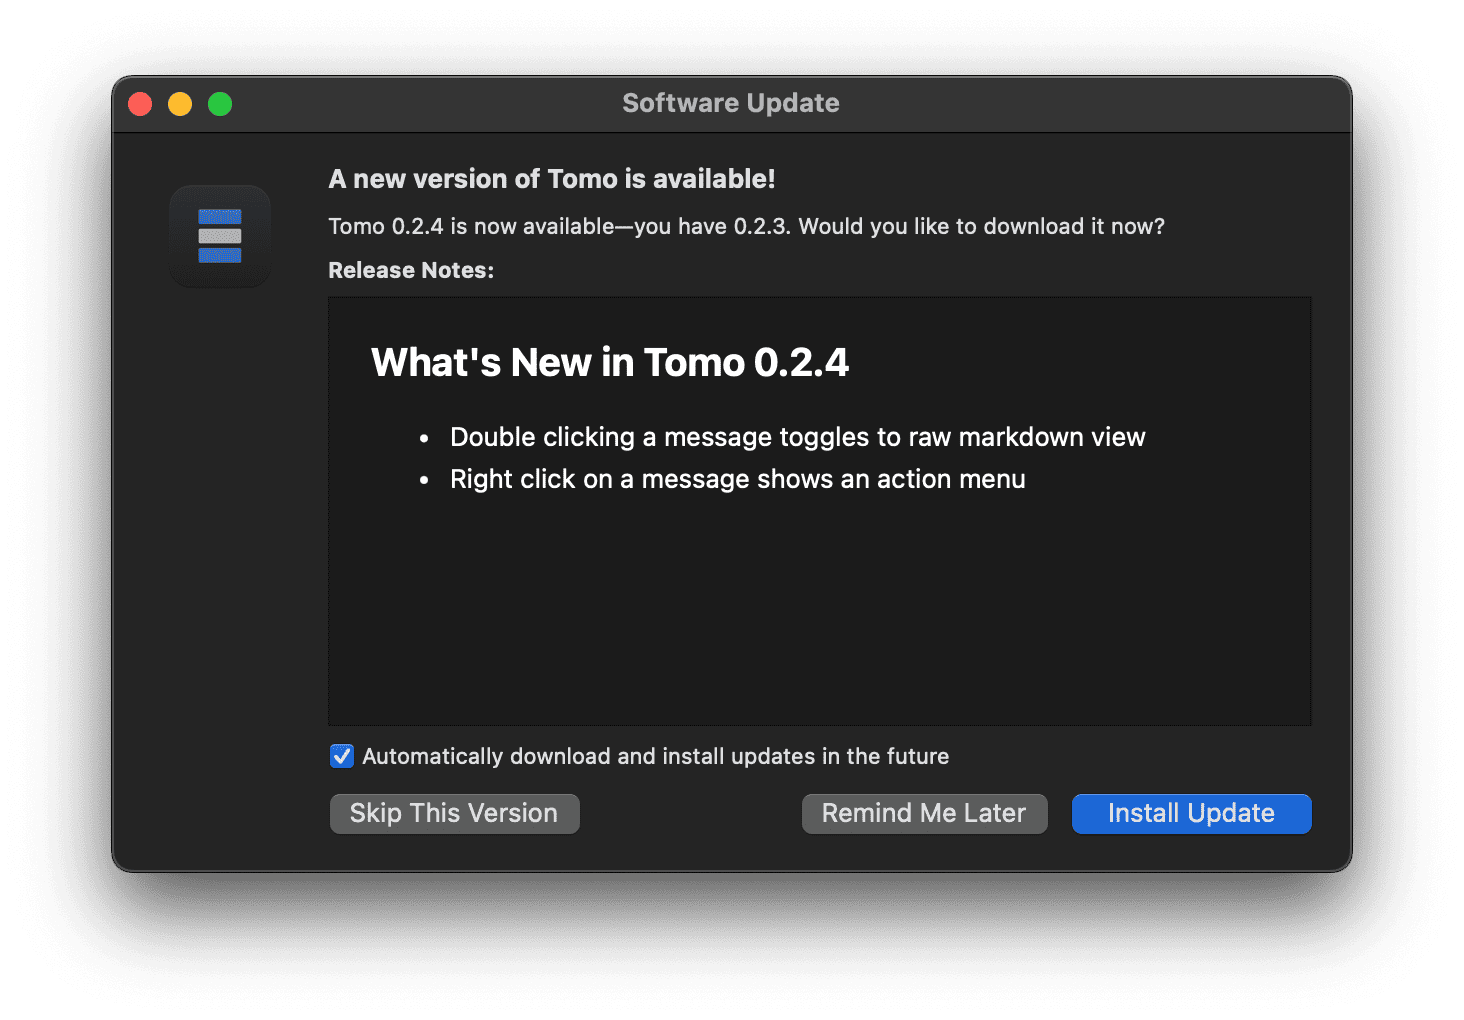 Software Update
A new version of Tomo is available!
Tomo 0.2.4 is now available—you have 0.2.3. Would you like to download it now?
Release Notes:
What's New in Tomo 0.2.4
• Double clicking a message toggles to raw markdown view
• Right click on a message shows an action menu
Automatically download and install updates in the future
Skip This Version
Remind Me Later
Install Update